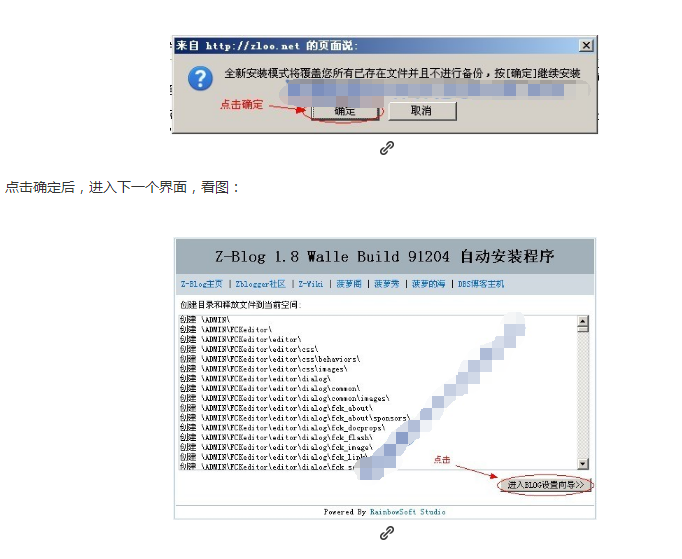 来自 http://zloo.net 的页面说:
全新安装模式将覆盖您所有已存在文件并且不进行备份，按[确定]继续安装
点击确定
确定
取消
点击确定后，进入下一个界面，看图：
Z-Blog 1.8 Walle Build 91204 自动安装程序
Z-Blog主页 | Zblogger社区 | Z-Wiki | 菠萝阁 | 菠萝秀 | 菠萝的海 | DBS博客主机
创建目录和释放文件到当前空间:
创建 \ADMIN\
创建 \ADMIN\FCKeditor\
创建 \ADMIN\FCKeditor\editor\
创建 \ADMIN\FCKeditor\editor\css\
创建 \ADMIN\FCKeditor\editor\css\behaviors\
创建 \ADMIN\FCKeditor\editor\css\images\
创建 \ADMIN\FCKeditor\editor\dialog\
创建 \ADMIN\FCKeditor\editor\dialog\common\
创建 \ADMIN\FCKeditor\editor\dialog\common\images\
创建 \ADMIN\FCKeditor\editor\dialog\fck_about\
创建 \ADMIN\FCKeditor\editor\dialog\fck_about\sponsors\
创建 \ADMIN\FCKeditor\editor\dialog\fck_docprops\
创建 \ADMIN\FCKeditor\editor\dialog\fck_flash\
创建 \ADMIN\FCKeditor\editor\dialog\fck_image\
创建 \ADMIN\FCKeditor\editor\dialog\fck_link
创建 \ADMIN\FCKeditor\editor\dialog\fck_s
点击
进入BLOG设置向导>>
Powered By RainbowSoft Studio